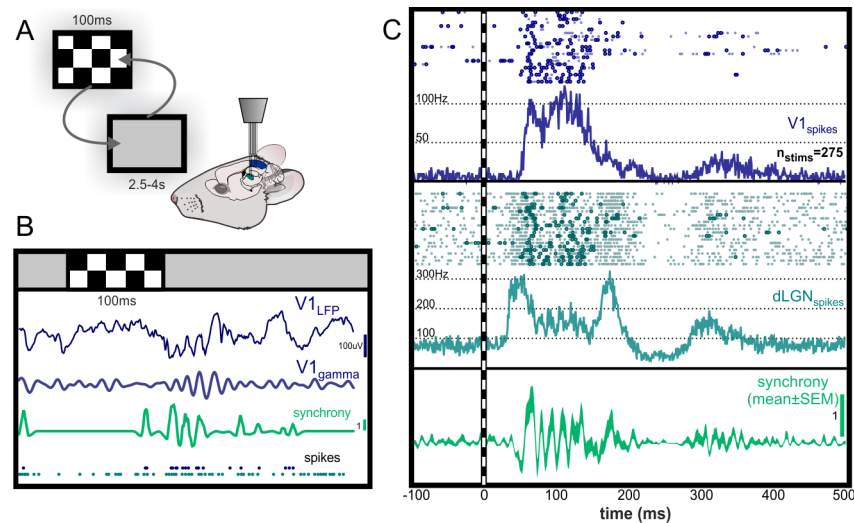 A
100ms
2.5-4s
B
100ms
V1LFP
100uV
V1gamma
synchrony
1
spikes
C
100Hz
V1spikes
50
nstims=275
300Hz
dLGNspikes
200
100
synchrony
(mean±SEM)
1
-100 0 100 200 300 400 500
time (ms)